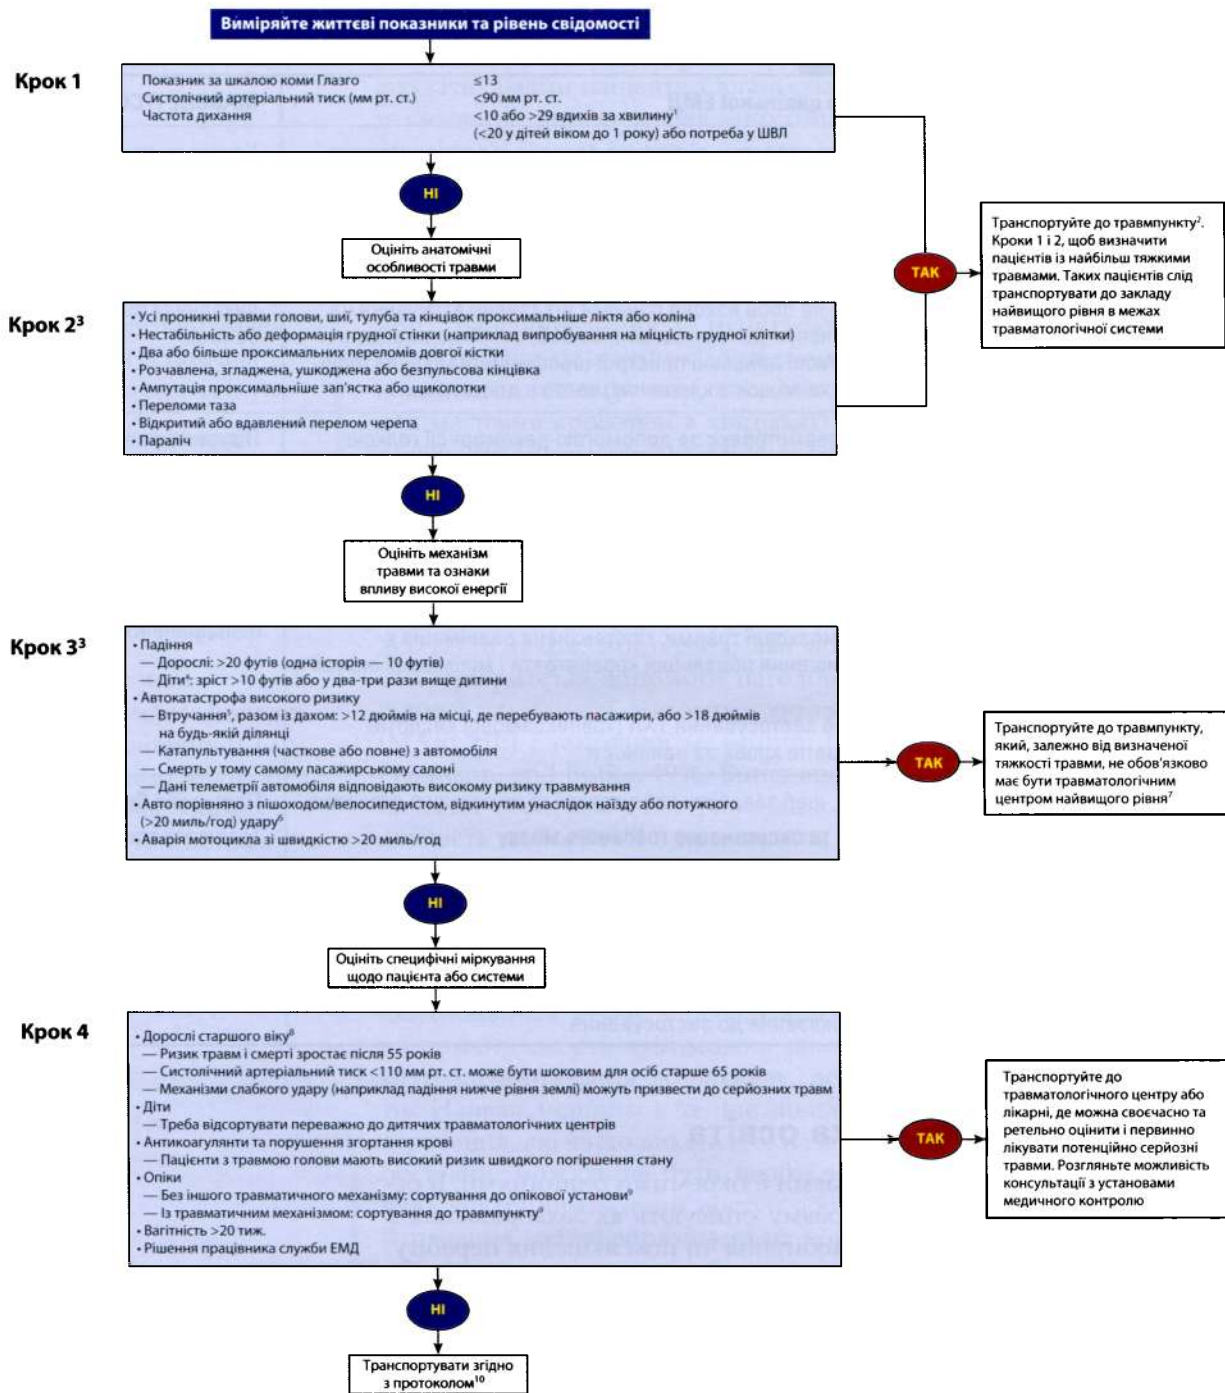 Виміряйте життєві показники та рівень свідомості
Крок 1
Показник за шкалою коми Глазго ≤13
Систолічний артеріальний тиск (мм рт. ст.) <90 мм рт. ст.
Частота дихання <10 або >29 вдихів за хвилину¹
(<20 у дітей віком до 1 року) або потреба у ШВЛ
НІ
Оцініть анатомічні
особливості травми
ТАК
Транспортуйте до травмпункту².
Кроки 1 і 2, щоб визначити
пацієнтів із найбільш тяжкими
травмами. Таких пацієнтів слід
транспортувати до закладу
найвищого рівня в межах
травматологічної системи
Крок 2³
• Усі проникні травми голови, шиї, тулуба та кінцівок проксимальніше ліктя або коліна
• Нестабільність або деформація грудної стінки (наприклад випробування на міцність грудної клітки)
• Два або більше проксимальних переломів довгої кістки
• Розчавлена, згладжена, ушкоджена або безпульсова кінцівка
• Ампутація проксимальніше зап'ястка або щиколотки
• Переломи таза
• Відкритий або вдавлений перелом черепа
• Параліч
НІ
Оцініть механізм
травми та ознаки
впливу високої енергії
Крок 3³
• Падіння
— Дорослі: >20 футів (одна історія — 10 футів)
— Діти⁴: зріст >10 футів або у два-три рази вище дитини
• Автокатастрофа високого ризику
— Втручання⁵, разом із дахом: >12 дюймів на місці, де перебувають пасажири, або >18 дюймів
на будь-якій ділянці
— Катапультування (часткове або повне) з автомобіля
— Смерть у тому самому пасажирському салоні
— Дані телеметрії автомобіля відповідають високому ризику травмування
• Авто порівняно з пішоходом/велосипедистом, відкинутим унаслідок наїзду або потужного
(>20 миль/год) удару⁶
• Аварія мотоцикла зі швидкістю >20 миль/год
ТАК
Транспортуйте до травмпункту,
який, залежно від визначеної
тяжкості травми, не обов'язково
має бути травматологічним
центром найвищого рівня⁷
НІ
Оцініть специфічні міркування
щодо пацієнта або системи
Крок 4
• Дорослі старшого віку⁸
— Ризик травм і смерті зростає після 55 років
— Систолічний артеріальний тиск <110 мм рт. ст. може бути шоковим для осіб старше 65 років
— Механізми слабкого удару (наприклад падіння нижче рівня землі) можуть призвести до серйозних травм
• Діти
— Треба відсортувати переважно до дитячих травматологічних центрів
• Антикоагулянти та порушення згортання крові
— Пацієнти з травмою голови мають високий ризик швидкого погіршення стану
• Опіки
— Без іншого травматичного механізму: сортування до опікової установи⁹
— Із травматичним механізмом: сортування до травмпункту⁹
• Вагітність >20 тиж.
• Рішення працівника служби ЕМД
ТАК
Транспортуйте до
травматологічного центру або
лікарні, де можна своєчасно та
ретельно оцінити і первинно
лікувати потенційно серйозні
травми. Розгляньте можливість
консультації з установами
медичного контролю
НІ
Транспортувати згідно
з протоколом¹⁰